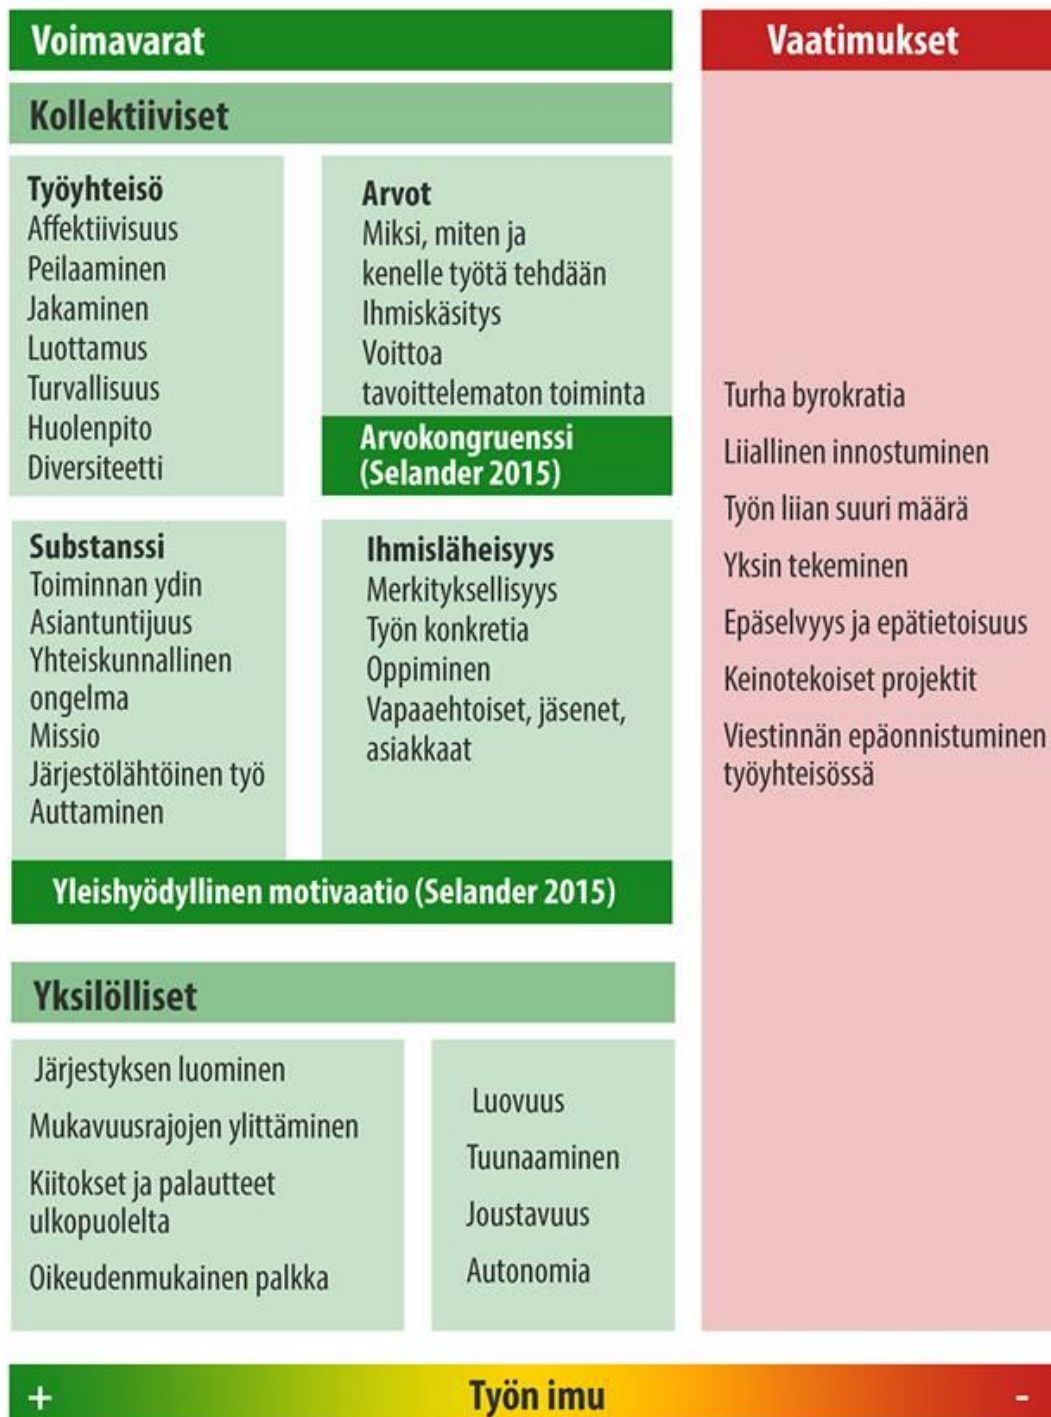 Voimavarat
Kollektiiviset
Työyhteisö
Affektiivisuus
Peilaaminen
Jakaminen
Luottamus
Turvallisuus
Huolenpito
Diversiteetti
Arvot
Miksi, miten ja
kenelle työtä tehdään
Ihmiskäsitys
Voittoa
tavoittelematon toiminta
Arvokongruenssi
(Selander 2015)
Substanssi
Toiminnan ydin
Asiantuntijuus
Yhteiskunnallinen
ongelma
Missio
Järjestölähtöinen työ
Auttaminen
Ihmisläheisyys
Merkityksellisyys
Työn konkretia
Oppiminen
Vapaaehtoiset, jäsenet,
asiakkaat
Yleishyödyllinen motivaatio (Selander 2015)
Yksilölliset
Järjestyksen luominen
Mukavuusrajojen ylittäminen
Kiitokset ja palautteet
ulkopuolelta
Oikeudenmukainen palkka
Luovuus
Tuunaaminen
Joustavuus
Autonomia
Vaatimukset
Turha byrokratia
Liiallinen innostuminen
Työn liian suuri määrä
Yksin tekeminen
Epäselvyys ja epätietoisuus
Keinotekoiset projektit
Viestinnän epäonnistuminen
työyhteisössä
+ Työn imu -